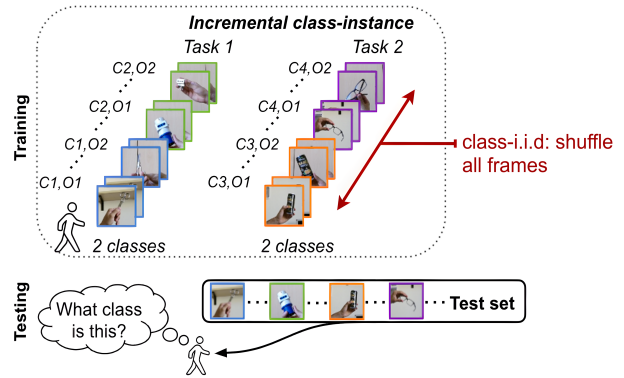 Incremental class-instance
Task 1
Task 2
C2,O2
C2,O1
C1,O2
C1,O1
C4,O2
C4,O1
C3,O2
C3,O1
2 classes
2 classes
Training
class-i.i.d: shuffle
all frames
Testing
What class
is this?
Test set